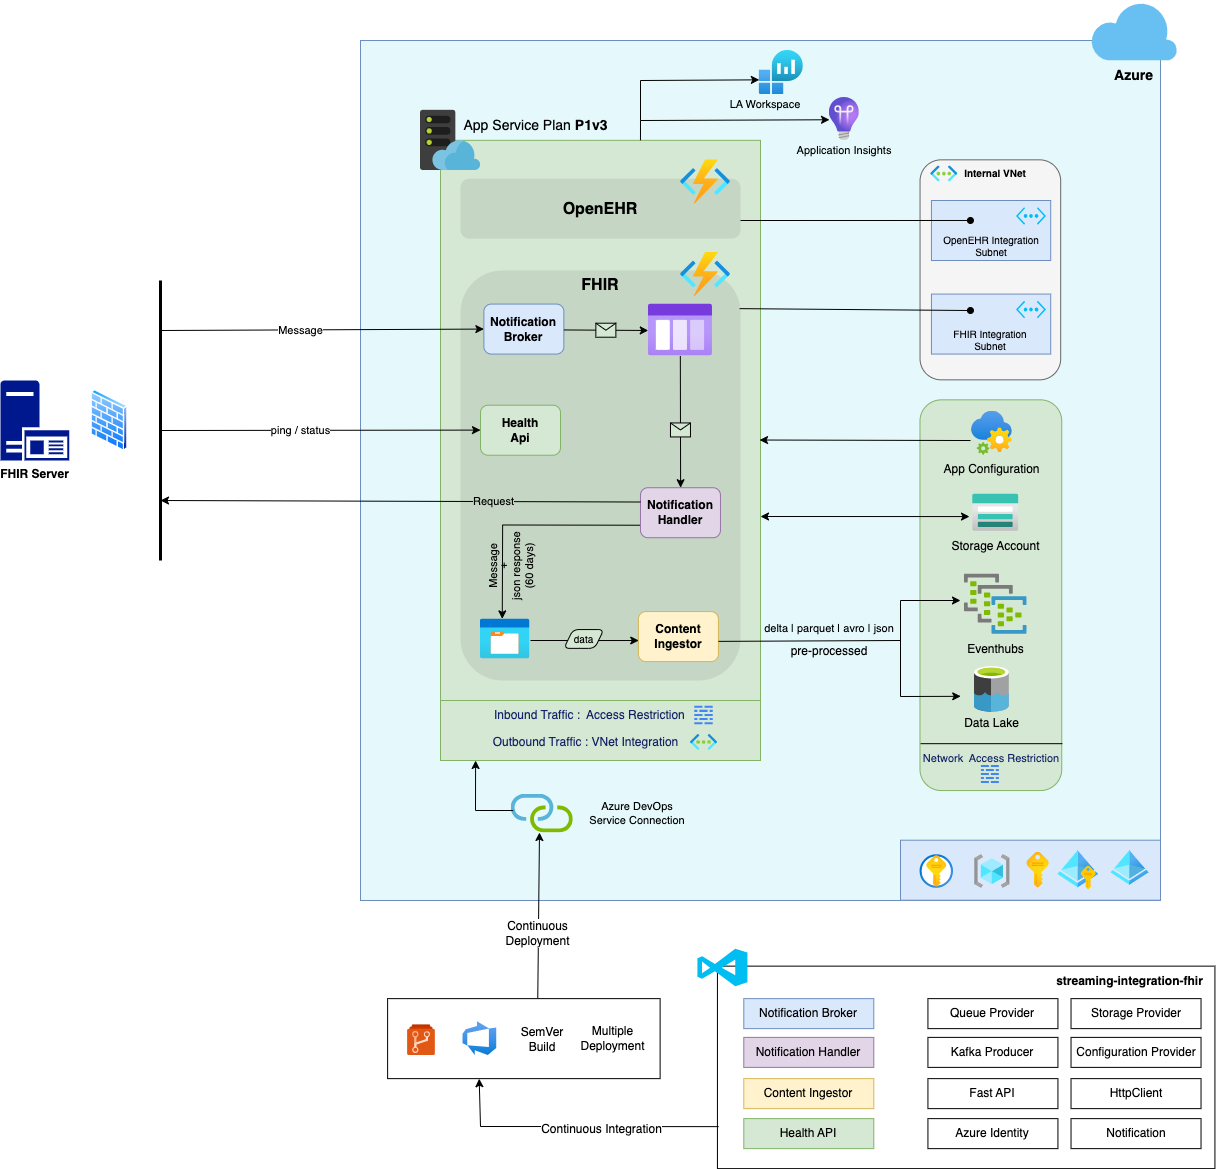 Azure
LA Workspace
App Service Plan P1v3
Application Insights
Internal VNet
OpenEHR
OpenEHR Integration
Subnet
FHIR
Notification
Broker
Message
FHIR Integration
Subnet
Health
Api
ping / status
App Configuration
FHIR Server
Request
Notification
Handler
Storage Account
Message
+
json response
(60 days)
data
Content
Ingestor
delta | parquet | avro | json
pre-processed
Eventhubs
Data Lake
Inbound Traffic : Access Restriction
Outbound Traffic : VNet Integration
Network Access Restriction
Azure DevOps
Service Connection
Continuous
Deployment
streaming-integration-fhir
Notification Broker
Queue Provider
Storage Provider
SemVer
Build
Multiple
Deployment
Notification Handler
Kafka Producer
Configuration Provider
Content Ingestor
Fast API
HttpClient
Continuous Integration
Health API
Azure Identity
Notification